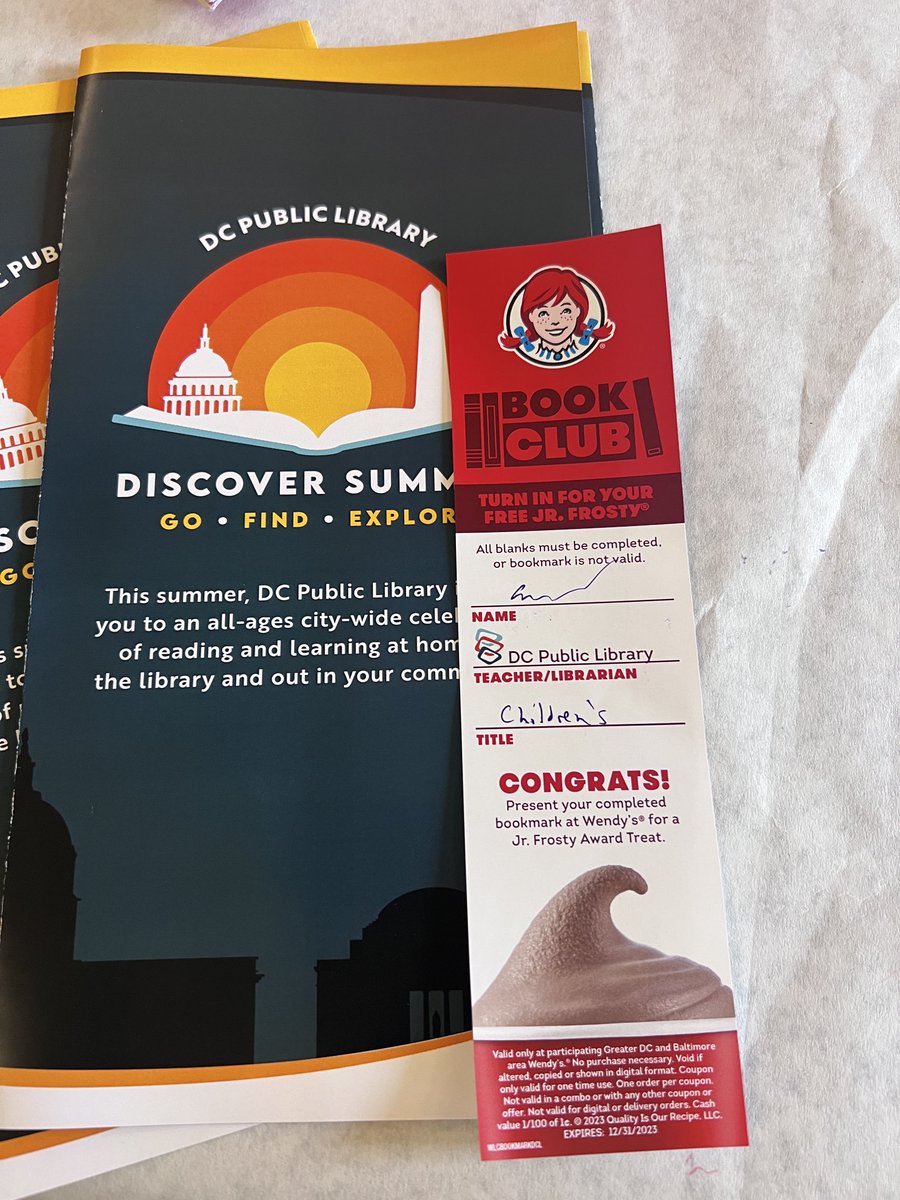 DC PUBLIC LIBRARY
DISCOVER SUMM
GO • FIND • EXPLOR
This summer, DC Public Library i
you to an all-ages city-wide cele
of reading and learning at hom
the library and out in your comm
C PUB
SC
GO
BOOK
CLUB
TURN IN FOR YOUR
FREE JR. FROSTY®
All blanks must be completed,
or bookmark is not valid.
NAME
DC Public Library
TEACHER/LIBRARIAN
Children's
TITLE
CONGRATS!
Present your completed
bookmark at Wendy's® for a
Jr. Frosty Award Treat.
Valid only at participating Greater DC and Baltimore
area Wendy's.® No purchase necessary. Void if
altered, copied or shown in digital format. Coupon
only valid for one time use. One order per coupon.
Not valid in a combo or with any other coupon or
offer. Not valid for digital or delivery orders. Cash
value 1/100 of 1¢. © 2023 Quality Is Our Recipe, LLC.
EXPIRES: 12/31/2023
WLCBOOKMARKDCL